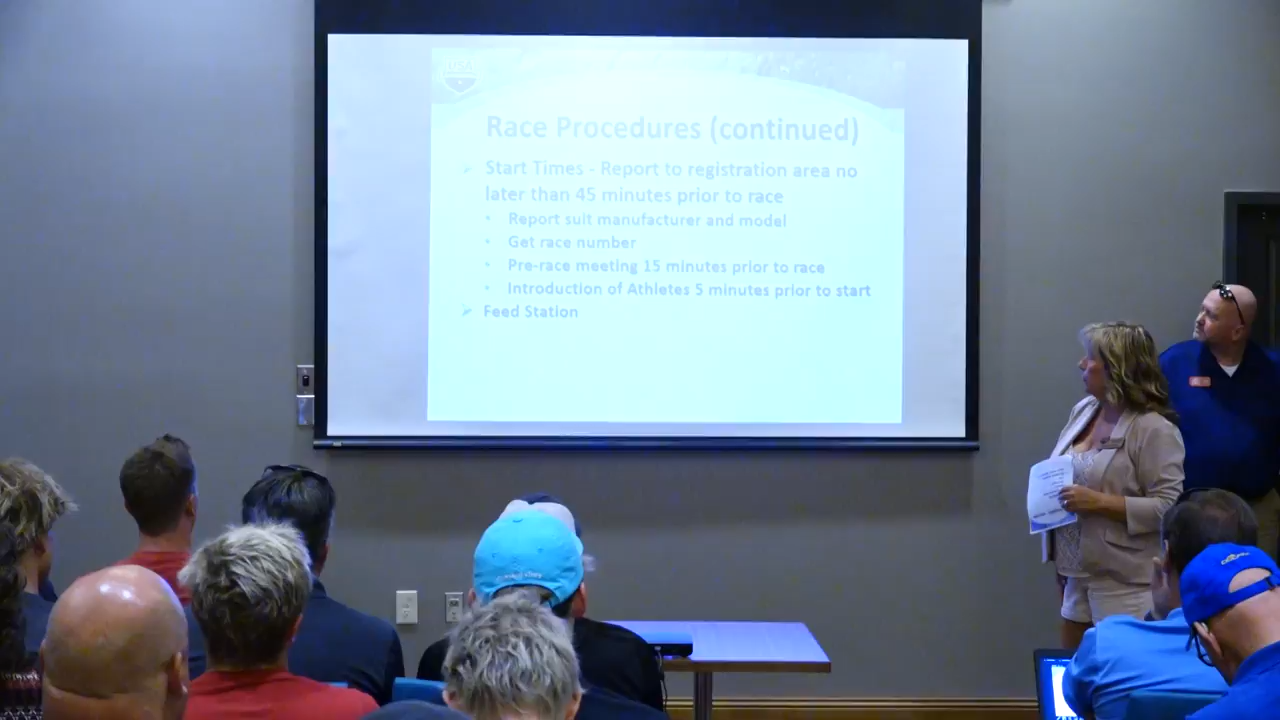 USA
Race Procedures (continued)
Start Times - Report to registration area no
later than 45 minutes prior to race
Report suit manufacturer and model
Get race number
Pre-race meeting 15 minutes prior to race
Introduction of Athletes 5 minutes prior to start
Feed Station